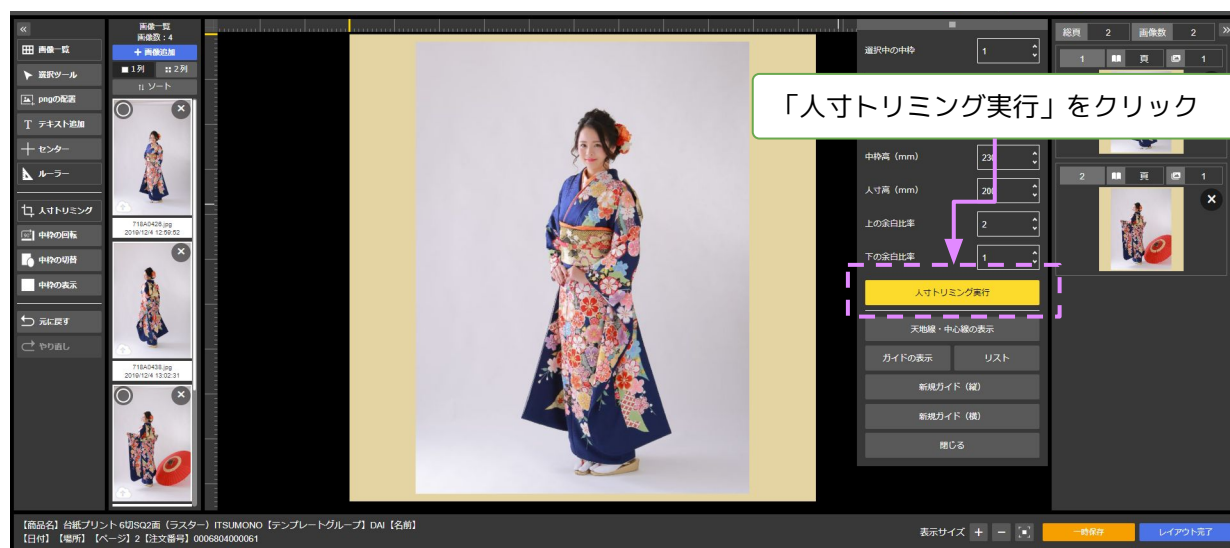 «
画像一覧
選択ツール
pngの配置
T テキスト追加
センター
ルーラー
人寸トリミング
中枠の回転
中枠の切替
中枠の表示
元に戻す
やり直し
画像一覧
画像数：4
＋ 画像追加
1列 2列
⇅ ソート
718A0426.jpg
2019/12/4 12:59:52
718A0438.jpg
2019/12/4 13:02:31
選択中の中枠 1
「人寸トリミング実行」をクリック
中枠高（mm） 230
人寸高（mm） 200
上の余白比率 2
下の余白比率 1
人寸トリミング実行
天地線・中心線の表示
ガイドの表示 リスト
新規ガイド（縦）
新規ガイド（横）
閉じる
総頁 2 画像数 2 »
1 頁 1
2 頁 1
【商品名】台紙プリント 6切SQ2面（ラスター）ITSUMONO【テンプレートグループ】DAI【名前】
【日付】【場所】【ページ】2【注文番号】0006804000061
表示サイズ ＋ －
一時保存
レイアウト完了